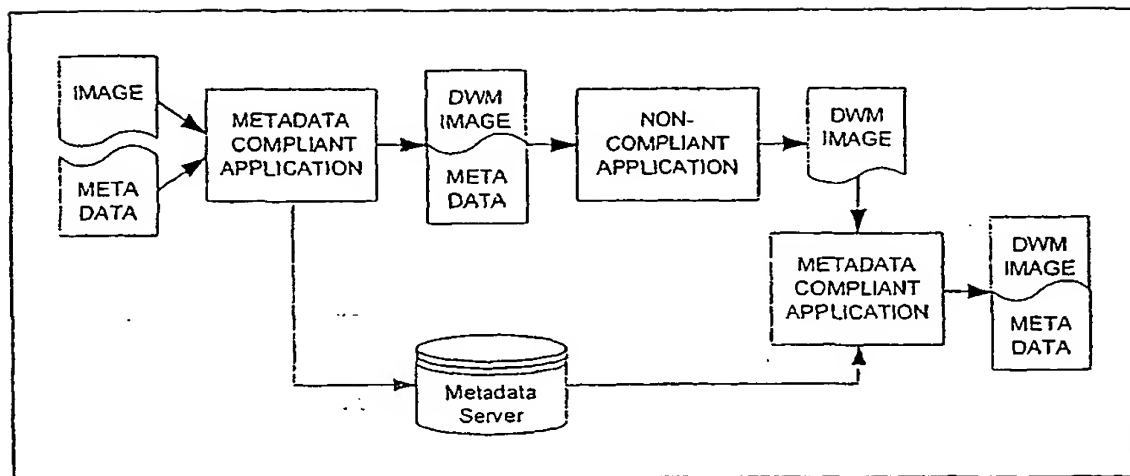 IMAGE
META
DATA
METADATA
COMPLIANT
APPLICATION
DWM
IMAGE
META
DATA
NON-
COMPLIANT
APPLICATION
DWM
IMAGE
METADATA
COMPLIANT
APPLICATION
DWM
IMAGE
META
DATA
Metadata
Server